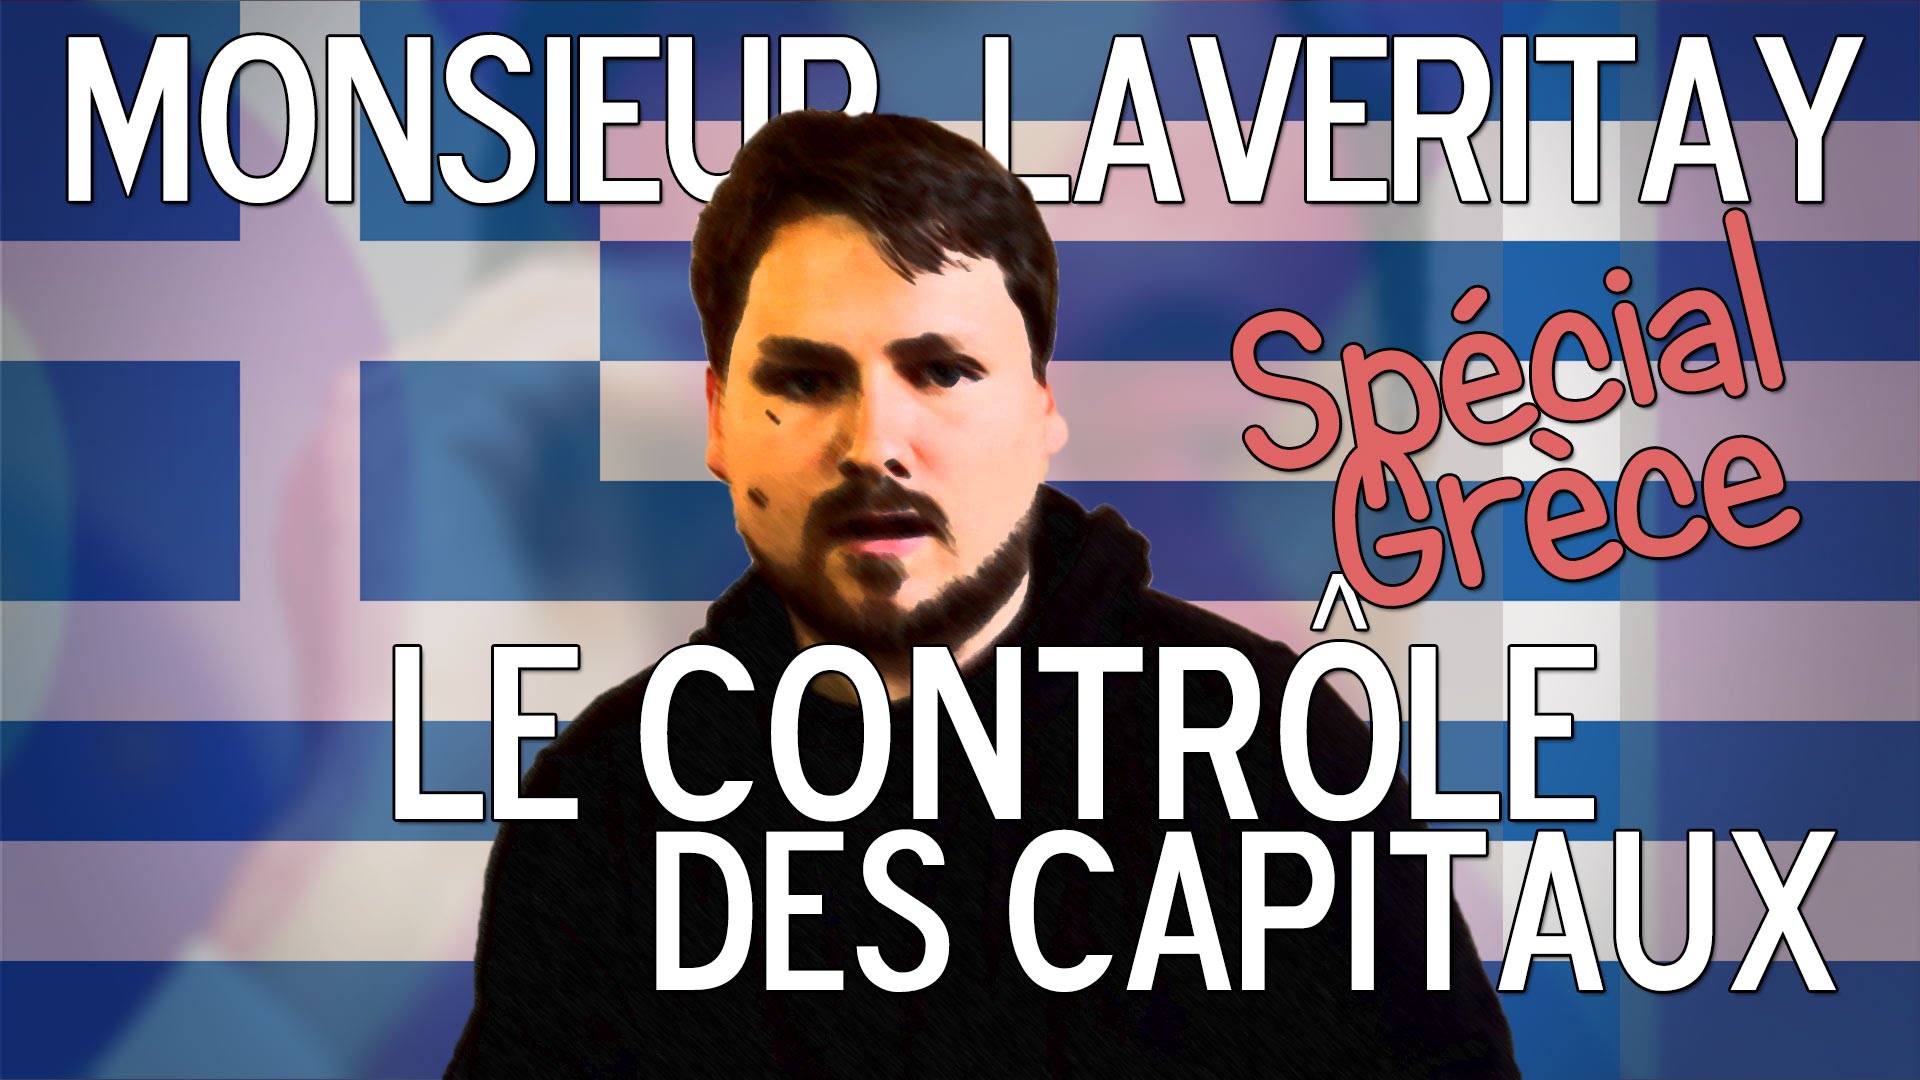 MONSIEUR LAVERITAY
Spécial
Grèce
LE CONTRÔLE
DES CAPITAUX